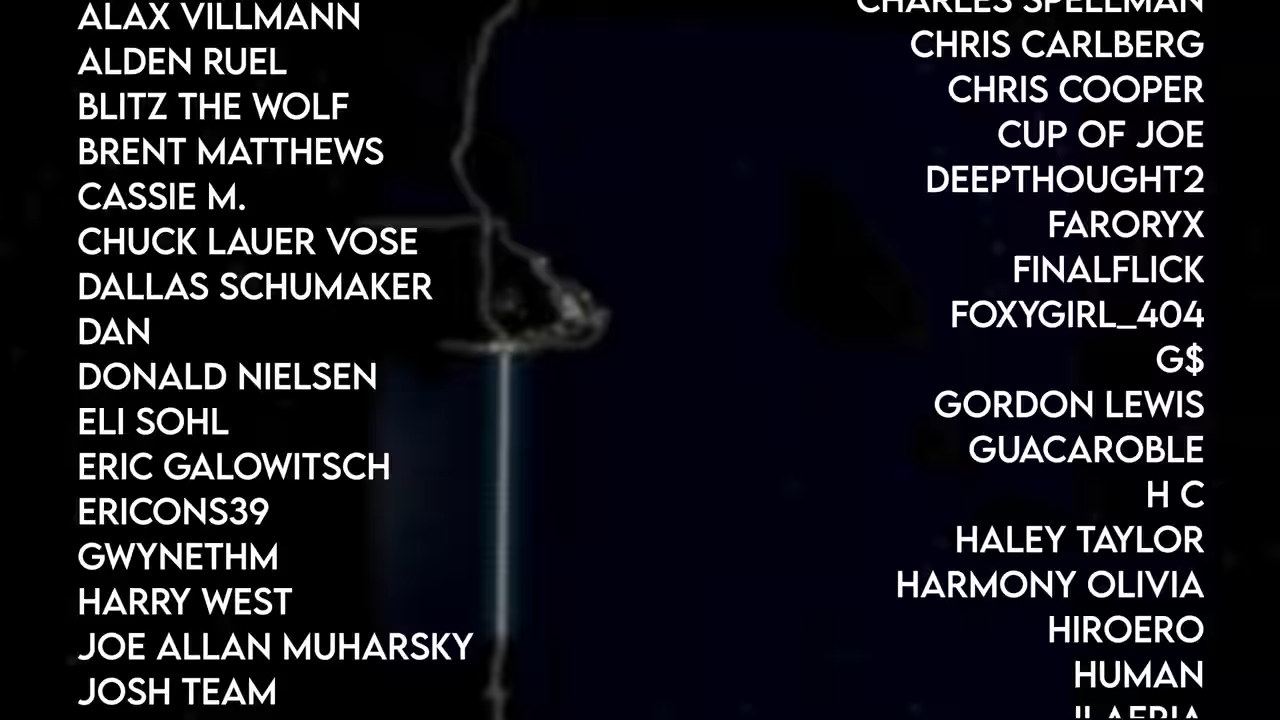 ALAX VILLMANN
ALDEN RUEL
BLITZ THE WOLF
BRENT MATTHEWS
CASSIE M.
CHUCK LAUER VOSE
DALLAS SCHUMAKER
DAN
DONALD NIELSEN
ELI SOHL
ERIC GALOWITSCH
ERICONS39
GWYNETHM
HARRY WEST
JOE ALLAN MUHARSKY
JOSH TEAM
CHARLES SPELLMAN
CHRIS CARLBERG
CHRIS COOPER
CUP OF JOE
DEEPTHOUGHT2
FARORYX
FINALFLICK
FOXYGIRL_404
G$
GORDON LEWIS
GUACAROBLE
H C
HALEY TAYLOR
HARMONY OLIVIA
HIROERO
HUMAN